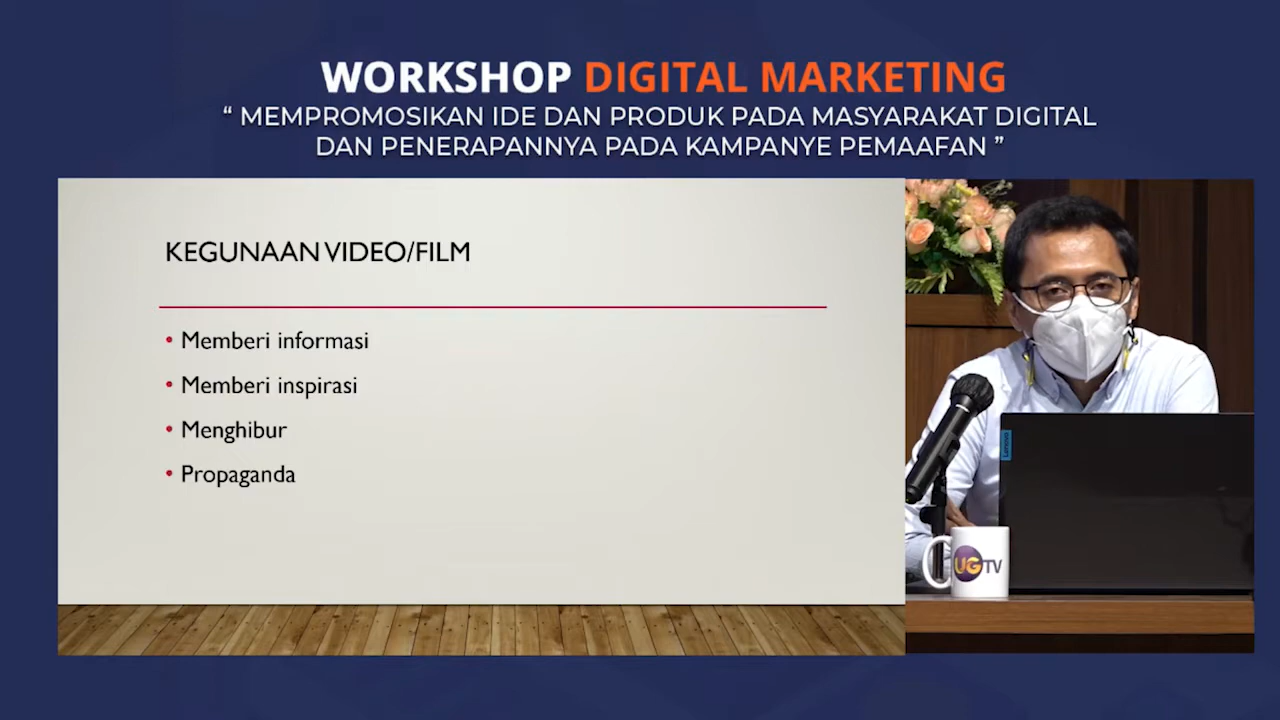 WORKSHOP DIGITAL MARKETING
“ MEMPROMOSIKAN IDE DAN PRODUK PADA MASYARAKAT DIGITAL
DAN PENERAPANNYA PADA KAMPANYE PEMAAFAN ”
KEGUNAAN VIDEO/FILM
• Memberi informasi
• Memberi inspirasi
• Menghibur
• Propaganda
Lenovo
UGTV